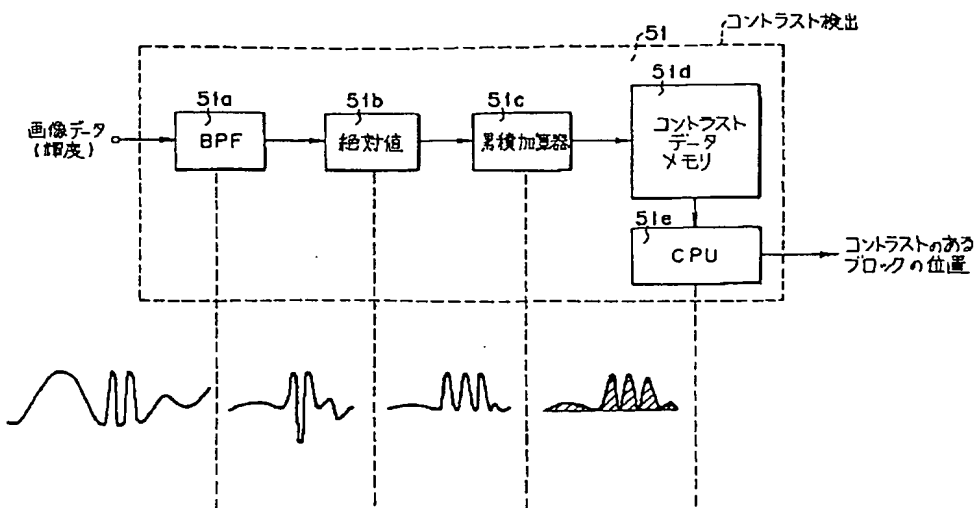 51
コントラスト検出
画像データ
(輝度)
51a
BPF
51b
絶対値
51c
累積加算器
51d
コントラスト
データ
メモリ
51e
CPU
コントラストのある
ブロックの位置